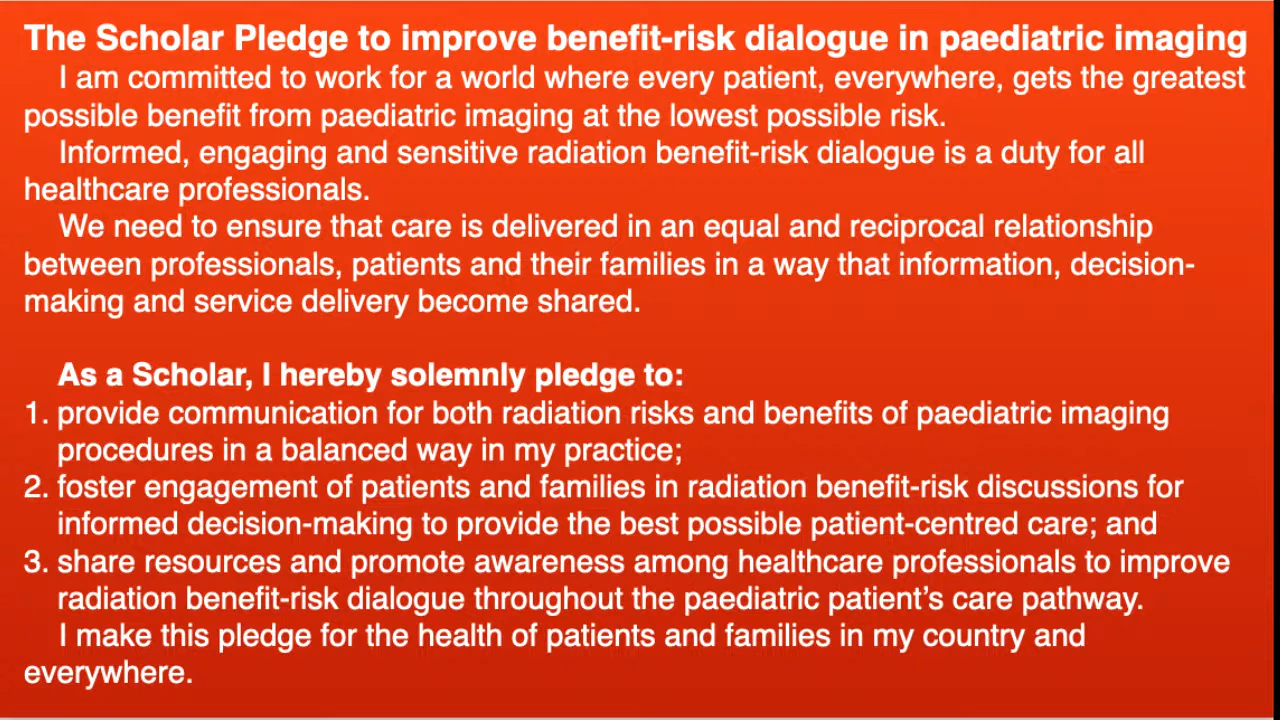 The Scholar Pledge to improve benefit-risk dialogue in paediatric imaging
I am committed to work for a world where every patient, everywhere, gets the greatest
possible benefit from paediatric imaging at the lowest possible risk.
Informed, engaging and sensitive radiation benefit-risk dialogue is a duty for all
healthcare professionals.
We need to ensure that care is delivered in an equal and reciprocal relationship
between professionals, patients and their families in a way that information, decision-
making and service delivery become shared.
As a Scholar, I hereby solemnly pledge to:
1. provide communication for both radiation risks and benefits of paediatric imaging
procedures in a balanced way in my practice;
2. foster engagement of patients and families in radiation benefit-risk discussions for
informed decision-making to provide the best possible patient-centred care; and
3. share resources and promote awareness among healthcare professionals to improve
radiation benefit-risk dialogue throughout the paediatric patient’s care pathway.
I make this pledge for the health of patients and families in my country and
everywhere.